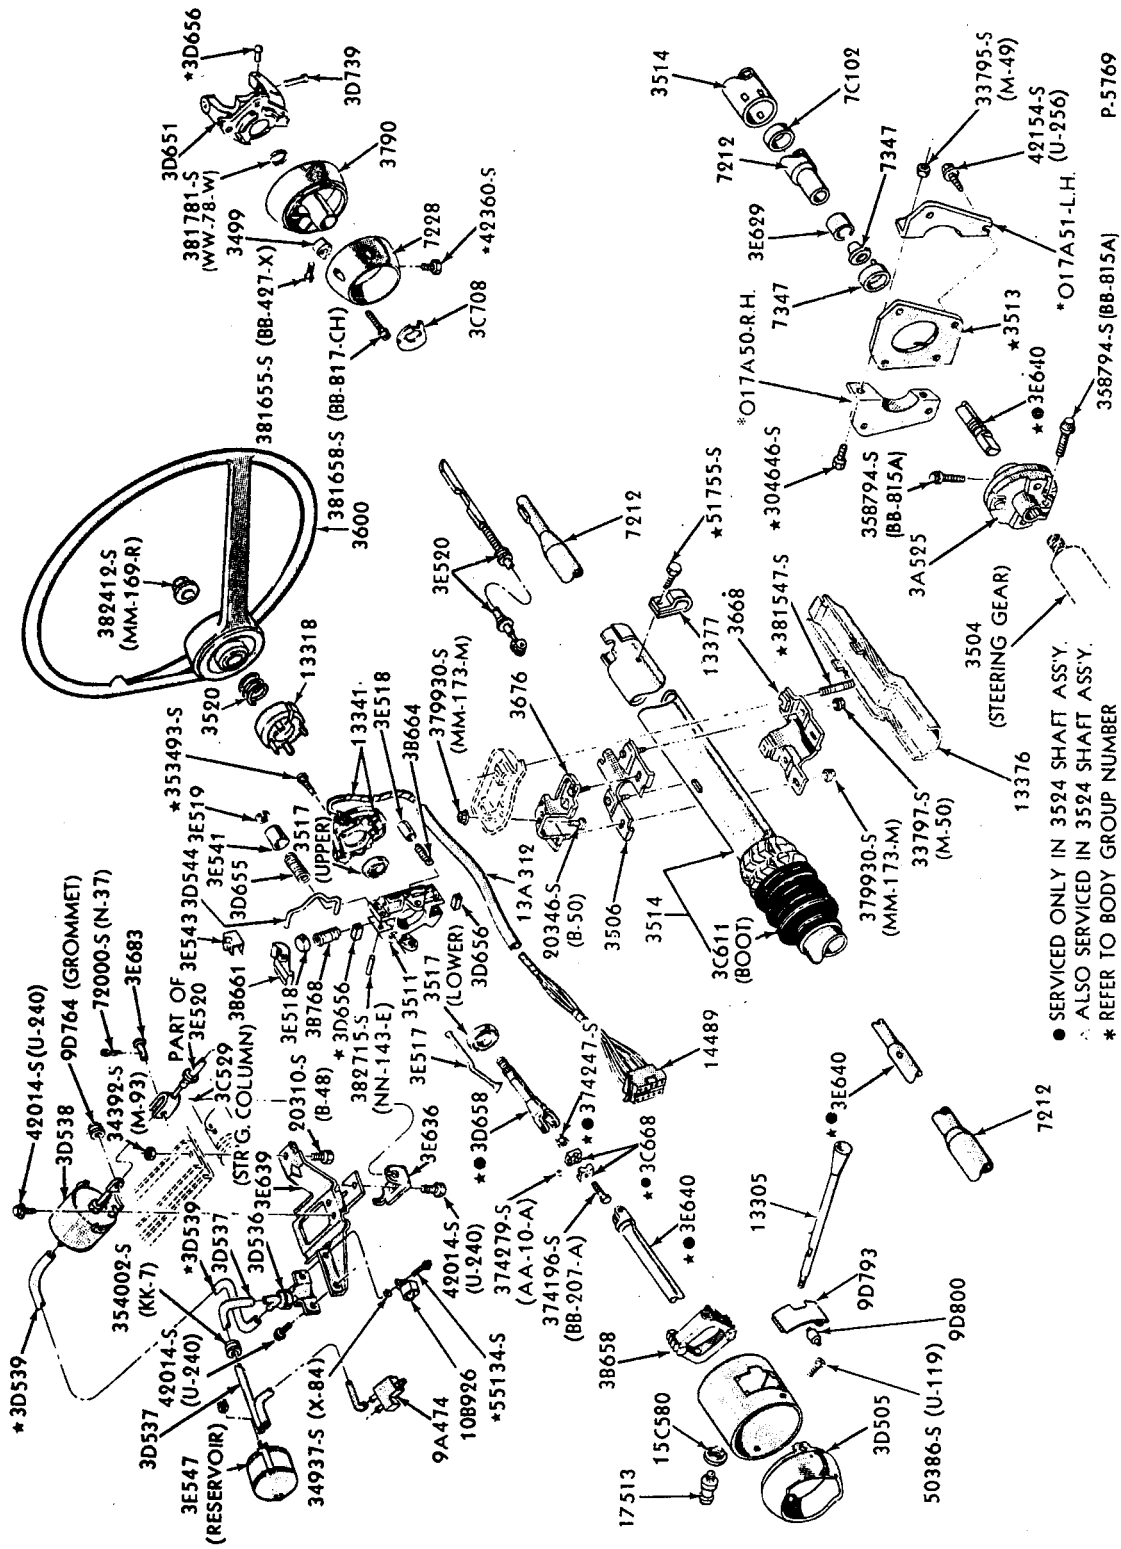 *3D656
3D739
3D651
3790
381781-S
(WW-78-W)
3499
7228
*42360-S
381655-S (BB-427-X)
3C708
381658-S (BB-B17-CH)
3600
382412-S
(MM-169-R)
3520
13318
★353493-S
3E519
3E541
3D655
3D544
3E543
3517
(UPPER)
13341
3E518
3B664
379930-S
(MM-173-M)
3676
3E520
7212
★51755-S
13377
3668
★381547-S
13A312
20346-S
(B-50)
3506
3514
3C611
(BOOT)
379930-S
(MM-173-M)
33797-S
(M-50)
13376
3514
7C102
7212
3E629
7347
7347
33795-S
(M-49)
42154-S
(U-256)
*O17A51-L.H.
*O17A50-R.H.
★3513
★●3E640
★304646-S
358794-S
(BB-815A)
358794-S(BB-815A)
3A525
3504
(STEERING GEAR)
P-5769
42014-S (U-240)
9D764 (GROMMET)
72000-S (N-37)
3E683
3D538
34392-S
(M-93)
PART OF
3E520
3C529
(STR'G. COLUMN)
3B661
3E518
3B768
★3D656
382715-S
(NN-143-E)
3511
3517
(LOWER)
3D656
3E517
★●3D658
★●374247-S
★●3C668
14489
20310-S
(B-48)
3E639
3E636
42014-S
(U-240)
374279-S
(AA-10-A)
374196-S
(BB-207-A)
★●3E640
★3D539
354002-S
(KK-7)
★3D539
3D537
3D536
42014-S
(U-240)
3D537
3E547
(RESERVOIR)
34937-S (X-84)
9A474
10B926
*55134-S
3B658
15C580
17513
3D505
50386-S (U-119)
9D800
9D793
13305
★●3E640
7212
● SERVICED ONLY IN 3524 SHAFT ASS'Y.
∴ ALSO SERVICED IN 3524 SHAFT ASS'Y.
* REFER TO BODY GROUP NUMBER